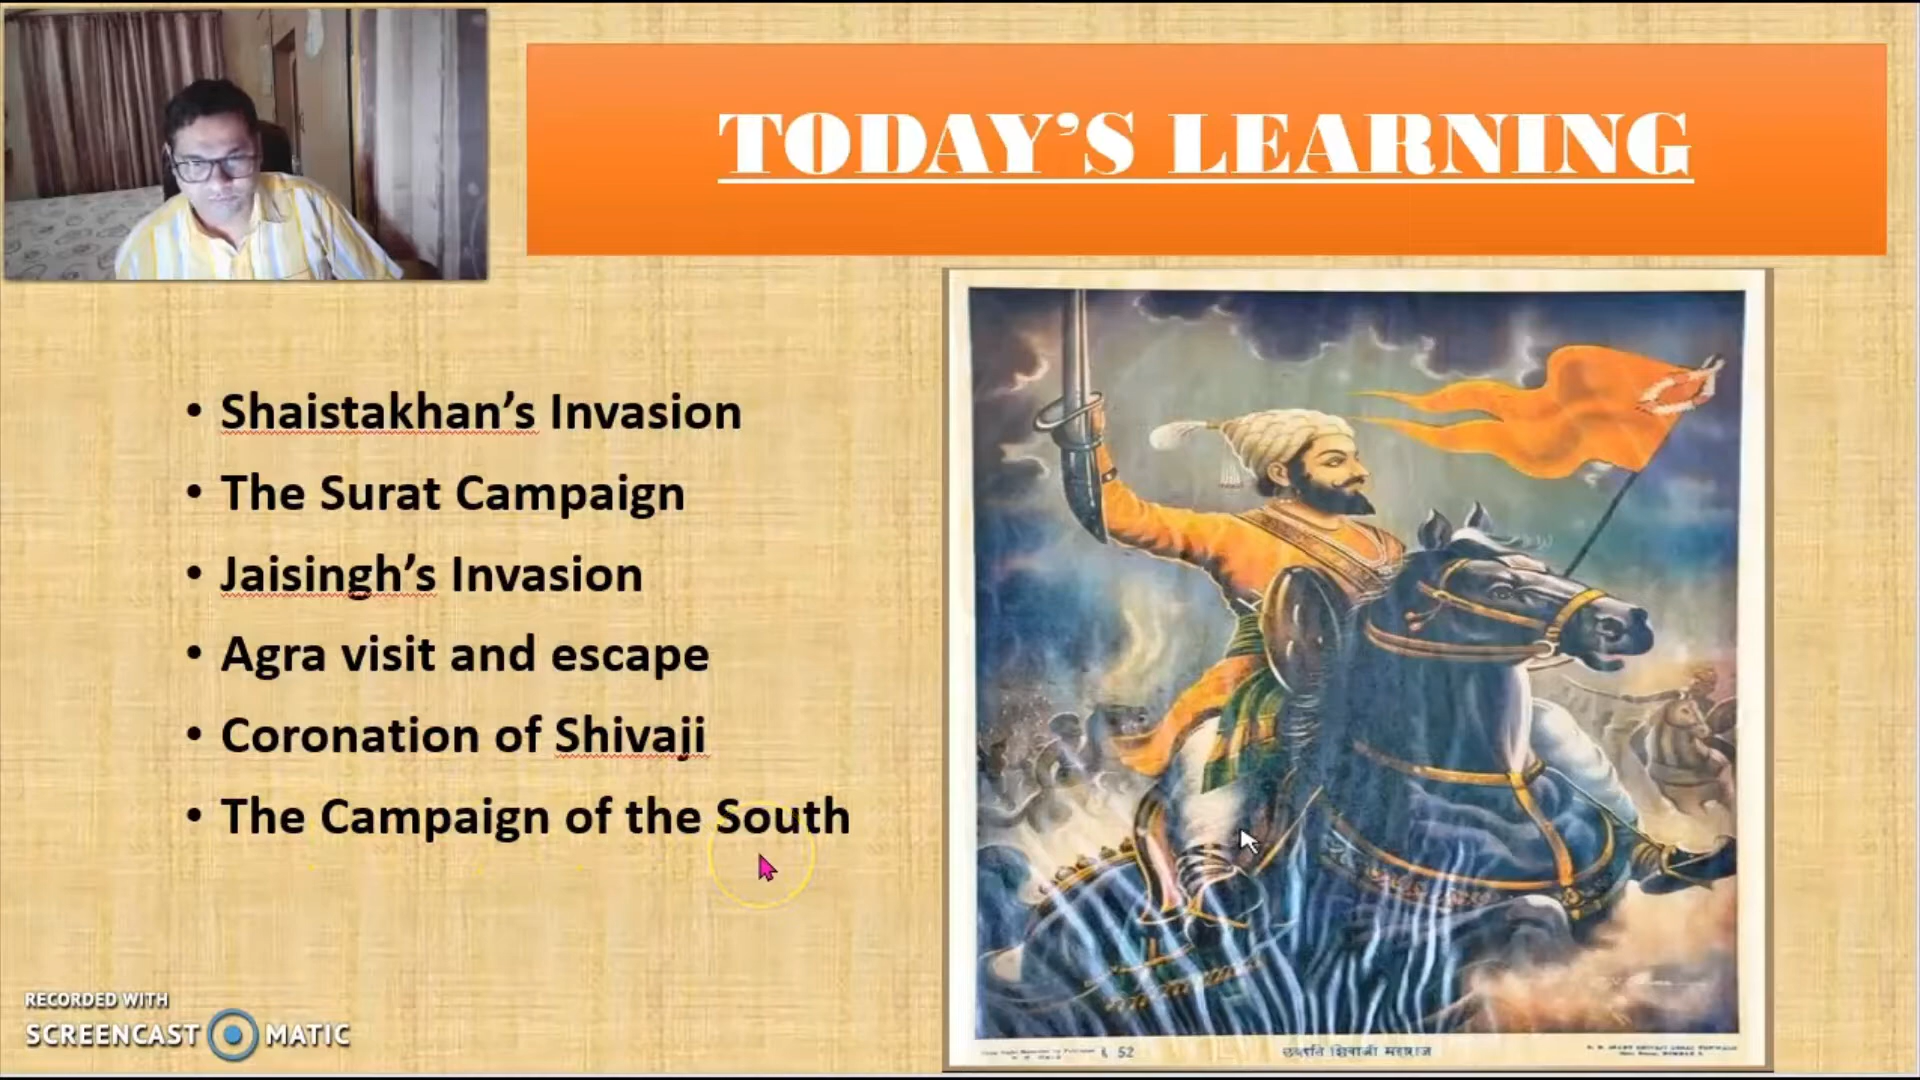 TODAY’S LEARNING
• Shaistakhan’s Invasion
• The Surat Campaign
• Jaisingh’s Invasion
• Agra visit and escape
• Coronation of Shivaji
• The Campaign of the South
RECORDED WITH
SCREENCAST MATIC
52
छत्रपति शिवाजी महाराज